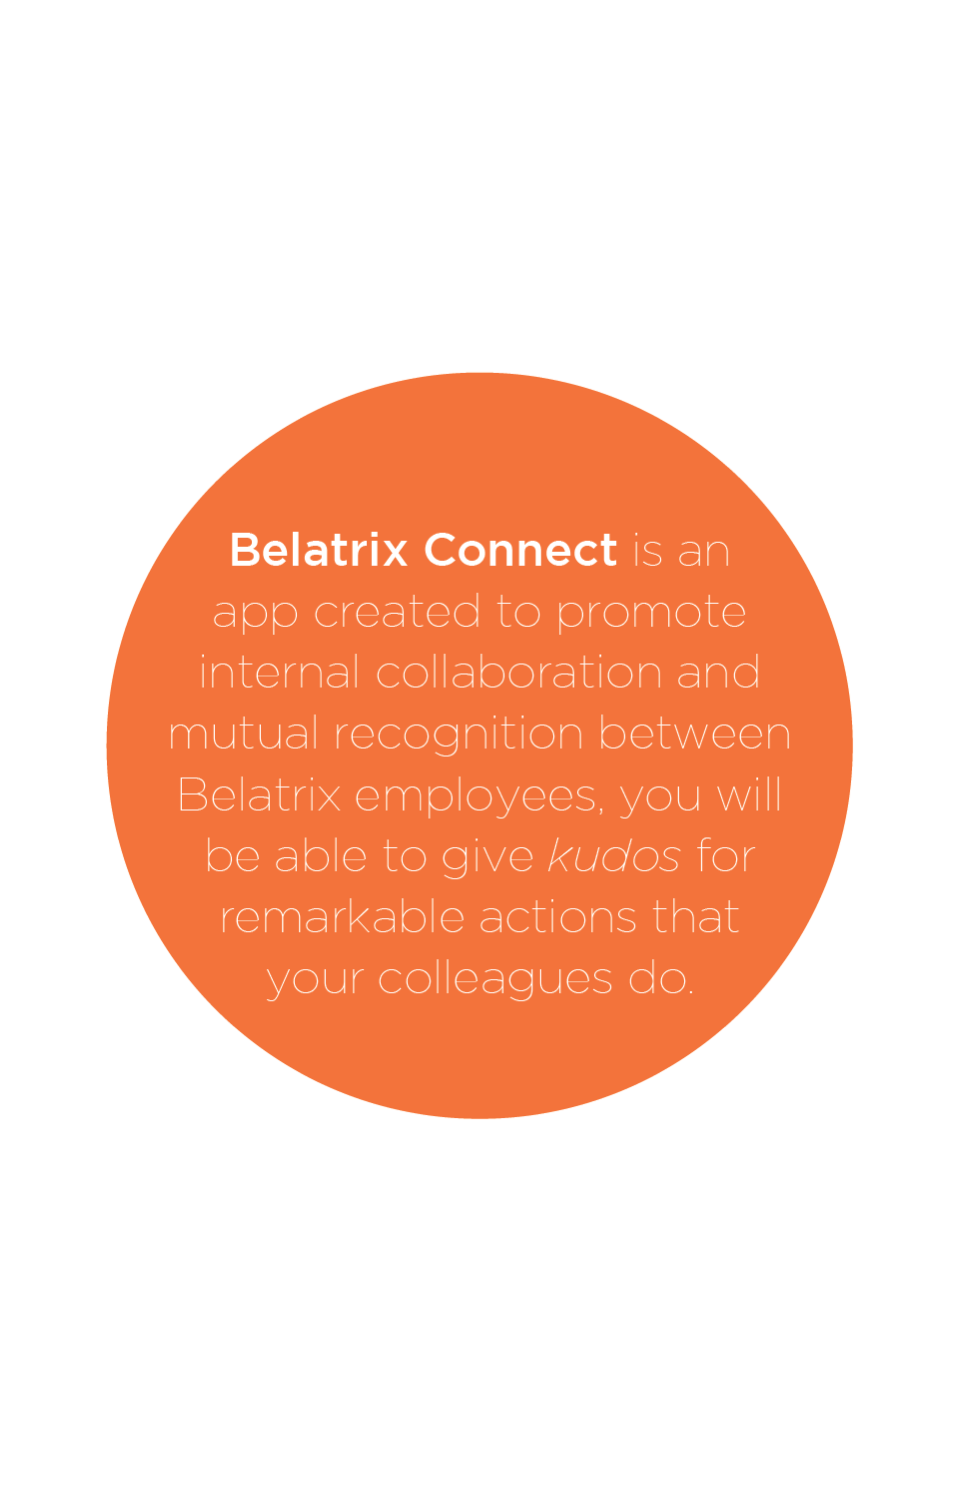 Belatrix Connect is an
app created to promote
internal collaboration and
mutual recognition between
Belatrix employees, you will
be able to give kudos for
remarkable actions that
your colleagues do.